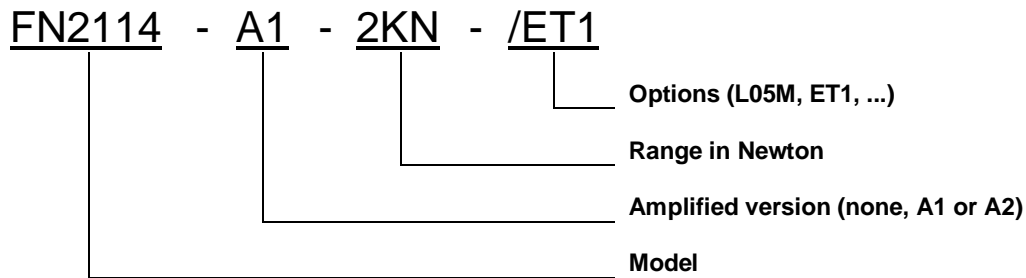 FN2114 - A1 - 2KN - /ET1
Options (L05M, ET1, ...)
Range in Newton
Amplified version (none, A1 or A2)
Model